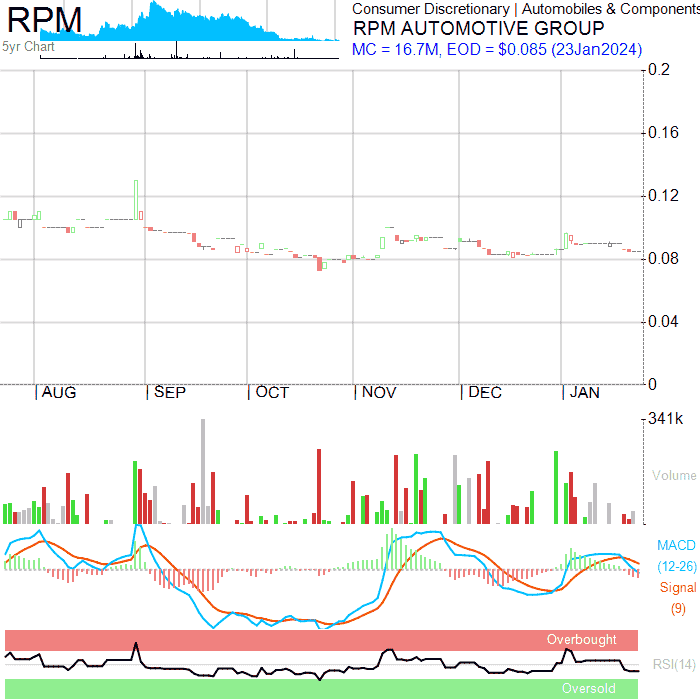 RPM
5yr Chart
Consumer Discretionary | Automobiles & Components
RPM AUTOMOTIVE GROUP
MC = 16.7M, EOD = $0.085 (23Jan2024)
0.2
0.16
0.12
0.08
0.04
0
AUG SEP OCT NOV DEC JAN
341k
Volume
MACD
(12-26)
Signal
(9)
Overbought
RSI(14)
Oversold